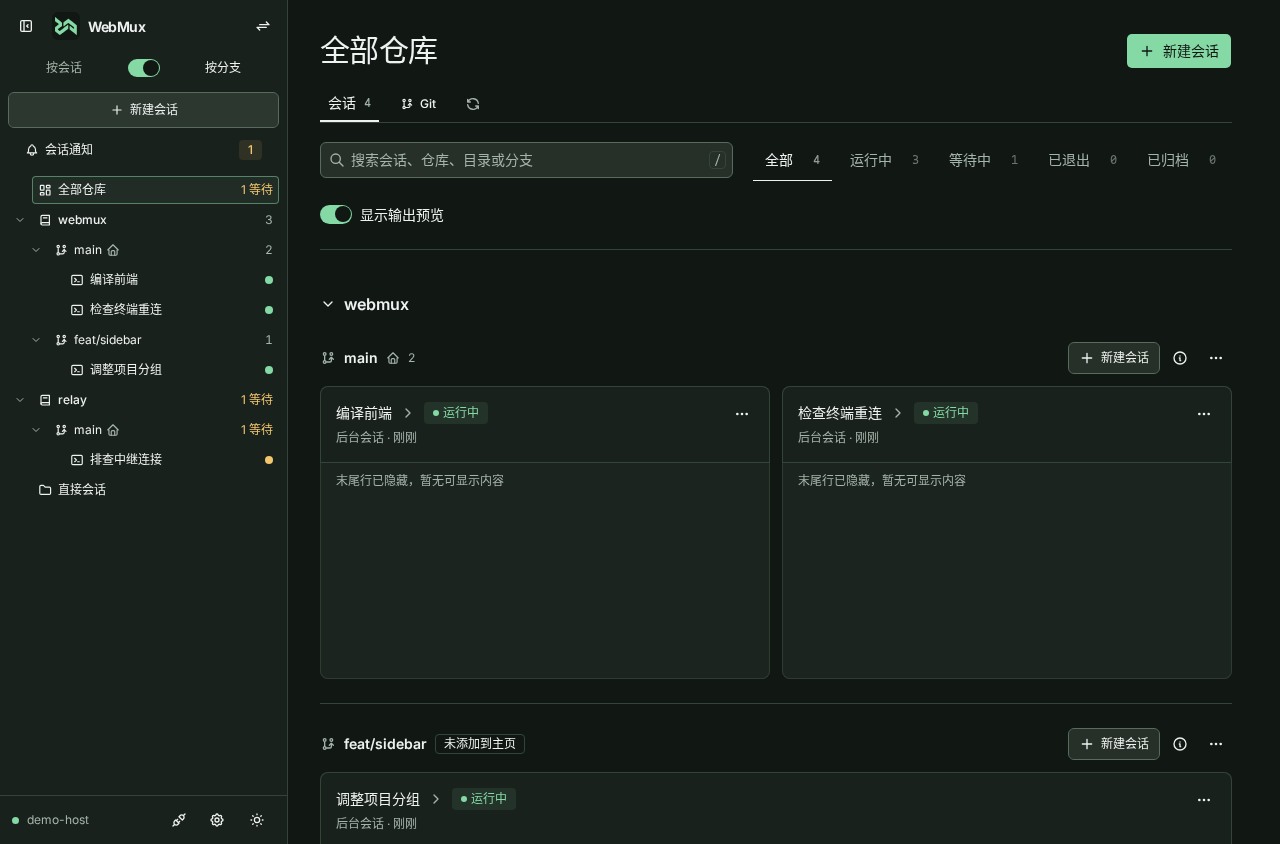 WebMux
按会话
按分支
新建会话
会话通知 1
全部仓库 1 等待
webmux 3
main 2
编译前端
检查终端重连
feat/sidebar 1
调整项目分组
relay 1 等待
main 1 等待
排查中继连接
直接会话
demo-host
全部仓库
新建会话
会话 4 Git
搜索会话、仓库、目录或分支 /
全部 4 运行中 3 等待中 1 已退出 0 已归档 0
显示输出预览
webmux
main 2 新建会话
编译前端 运行中
后台会话 · 刚刚
末尾行已隐藏，暂无可显示内容
检查终端重连 运行中
后台会话 · 刚刚
末尾行已隐藏，暂无可显示内容
feat/sidebar 未添加到主页 新建会话
调整项目分组 运行中
后台会话 · 刚刚